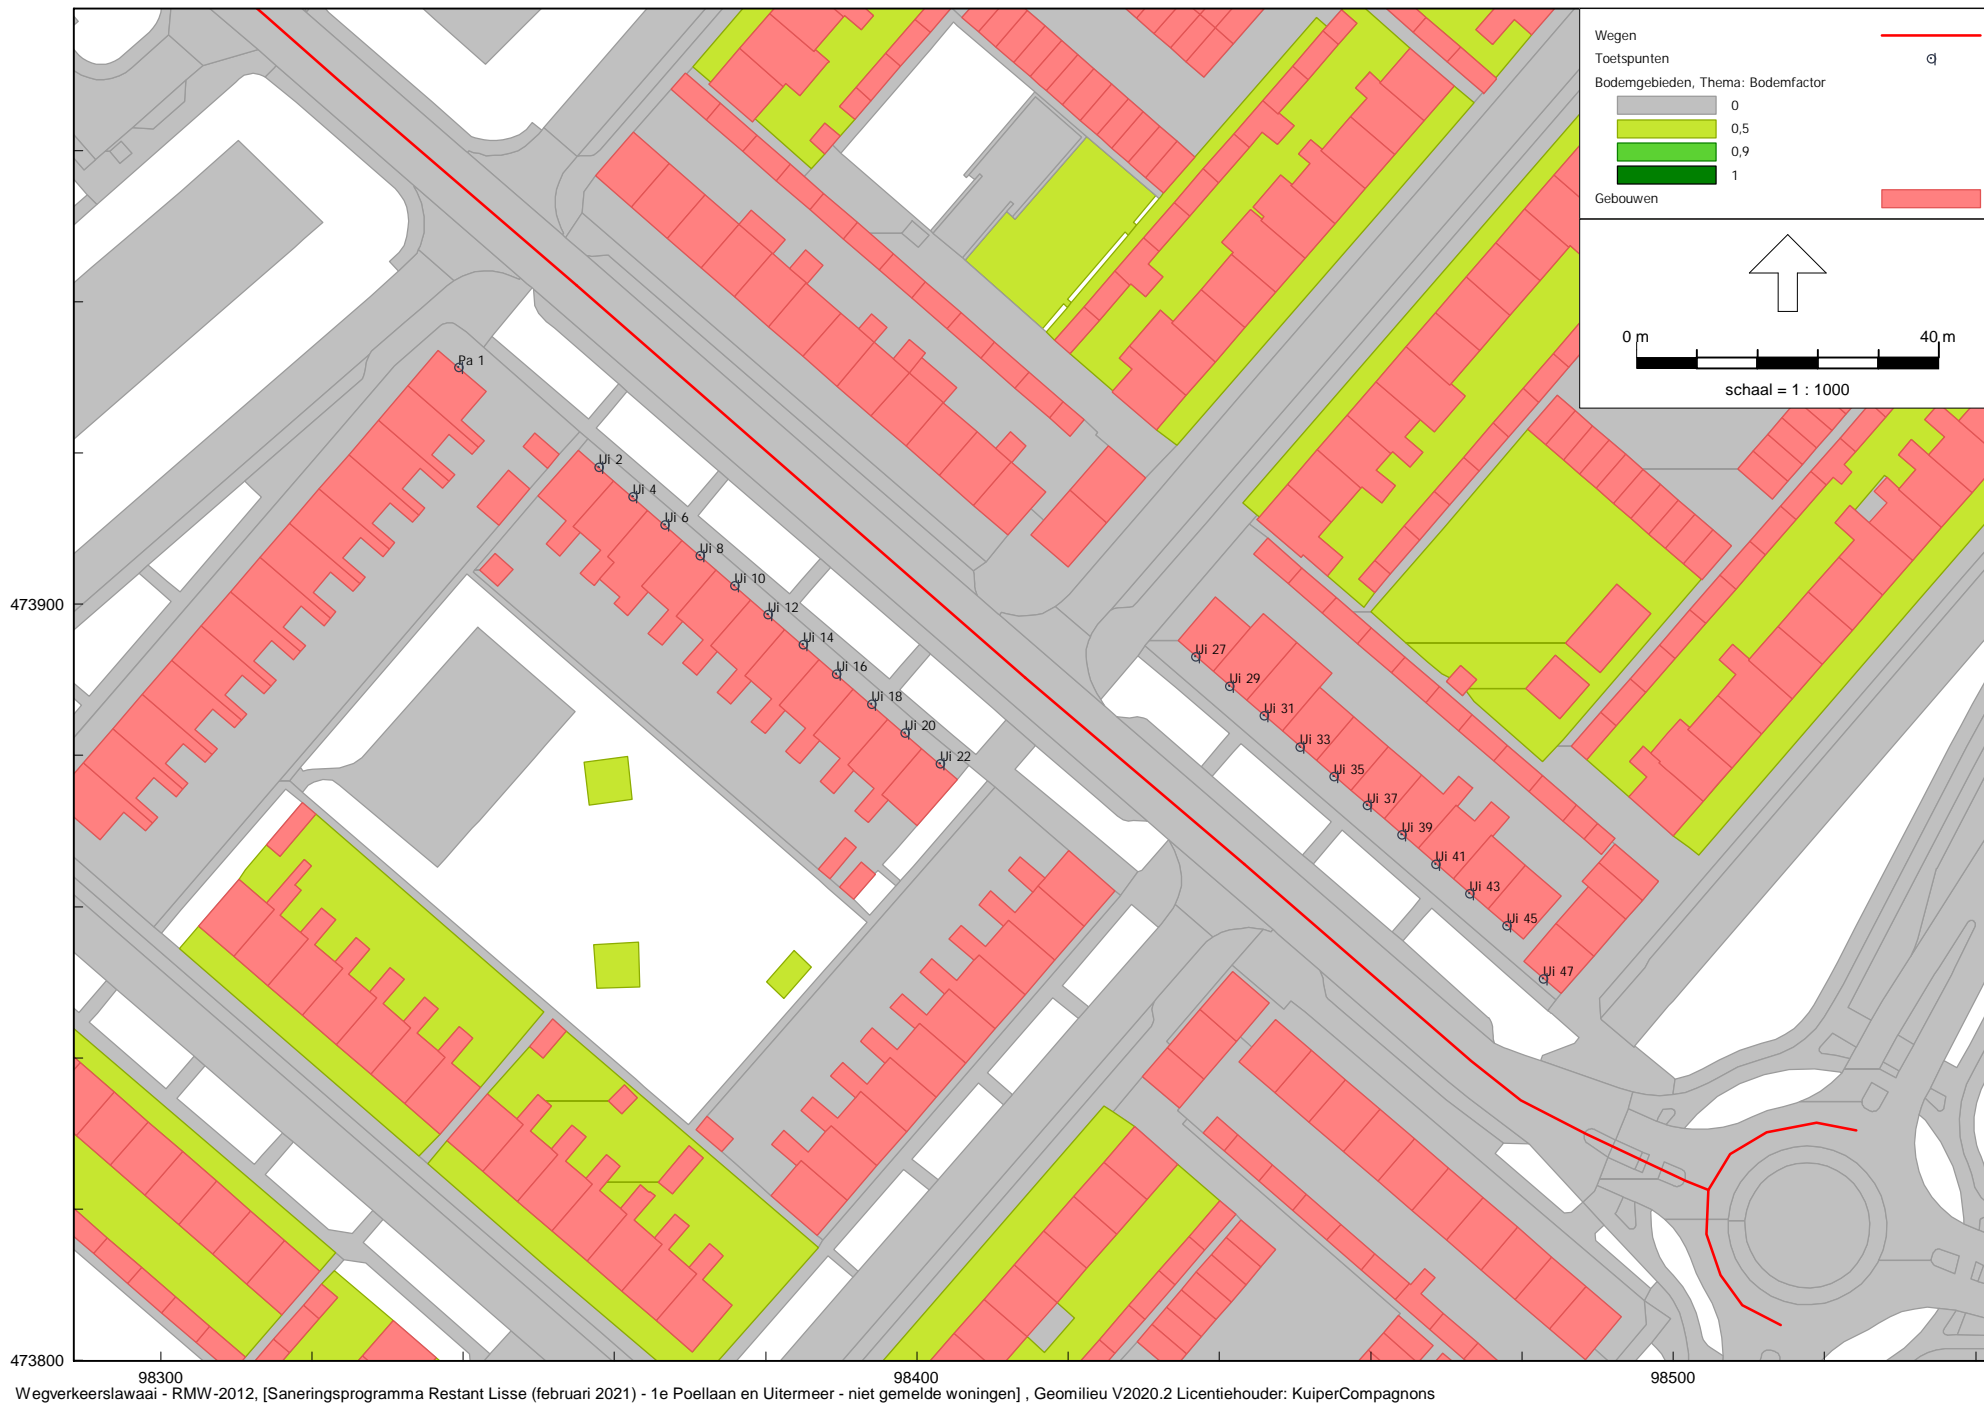 Wegen
Toetspunten
Bodemgebieden, Thema: Bodemfactor
0
0,5
0,9
1
Gebouwen
0 m 40 m
schaal = 1 : 1000
Pa 1
Ui 2
Ui 4
Ui 6
Ui 8
Ui 10
Ui 12
Ui 14
Ui 16
Ui 18
Ui 20
Ui 22
Ui 27
Ui 29
Ui 31
Ui 33
Ui 35
Ui 37
Ui 39
Ui 41
Ui 43
Ui 45
Ui 47
473900
473800
98300 98400 98500
Wegverkeerslawaai - RMW-2012, [Saneringsprogramma Restant Lisse (februari 2021) - 1e Poellaan en Uitermeer - niet gemelde woningen] , Geomilieu V2020.2 Licentiehouder: KuiperCompagnons